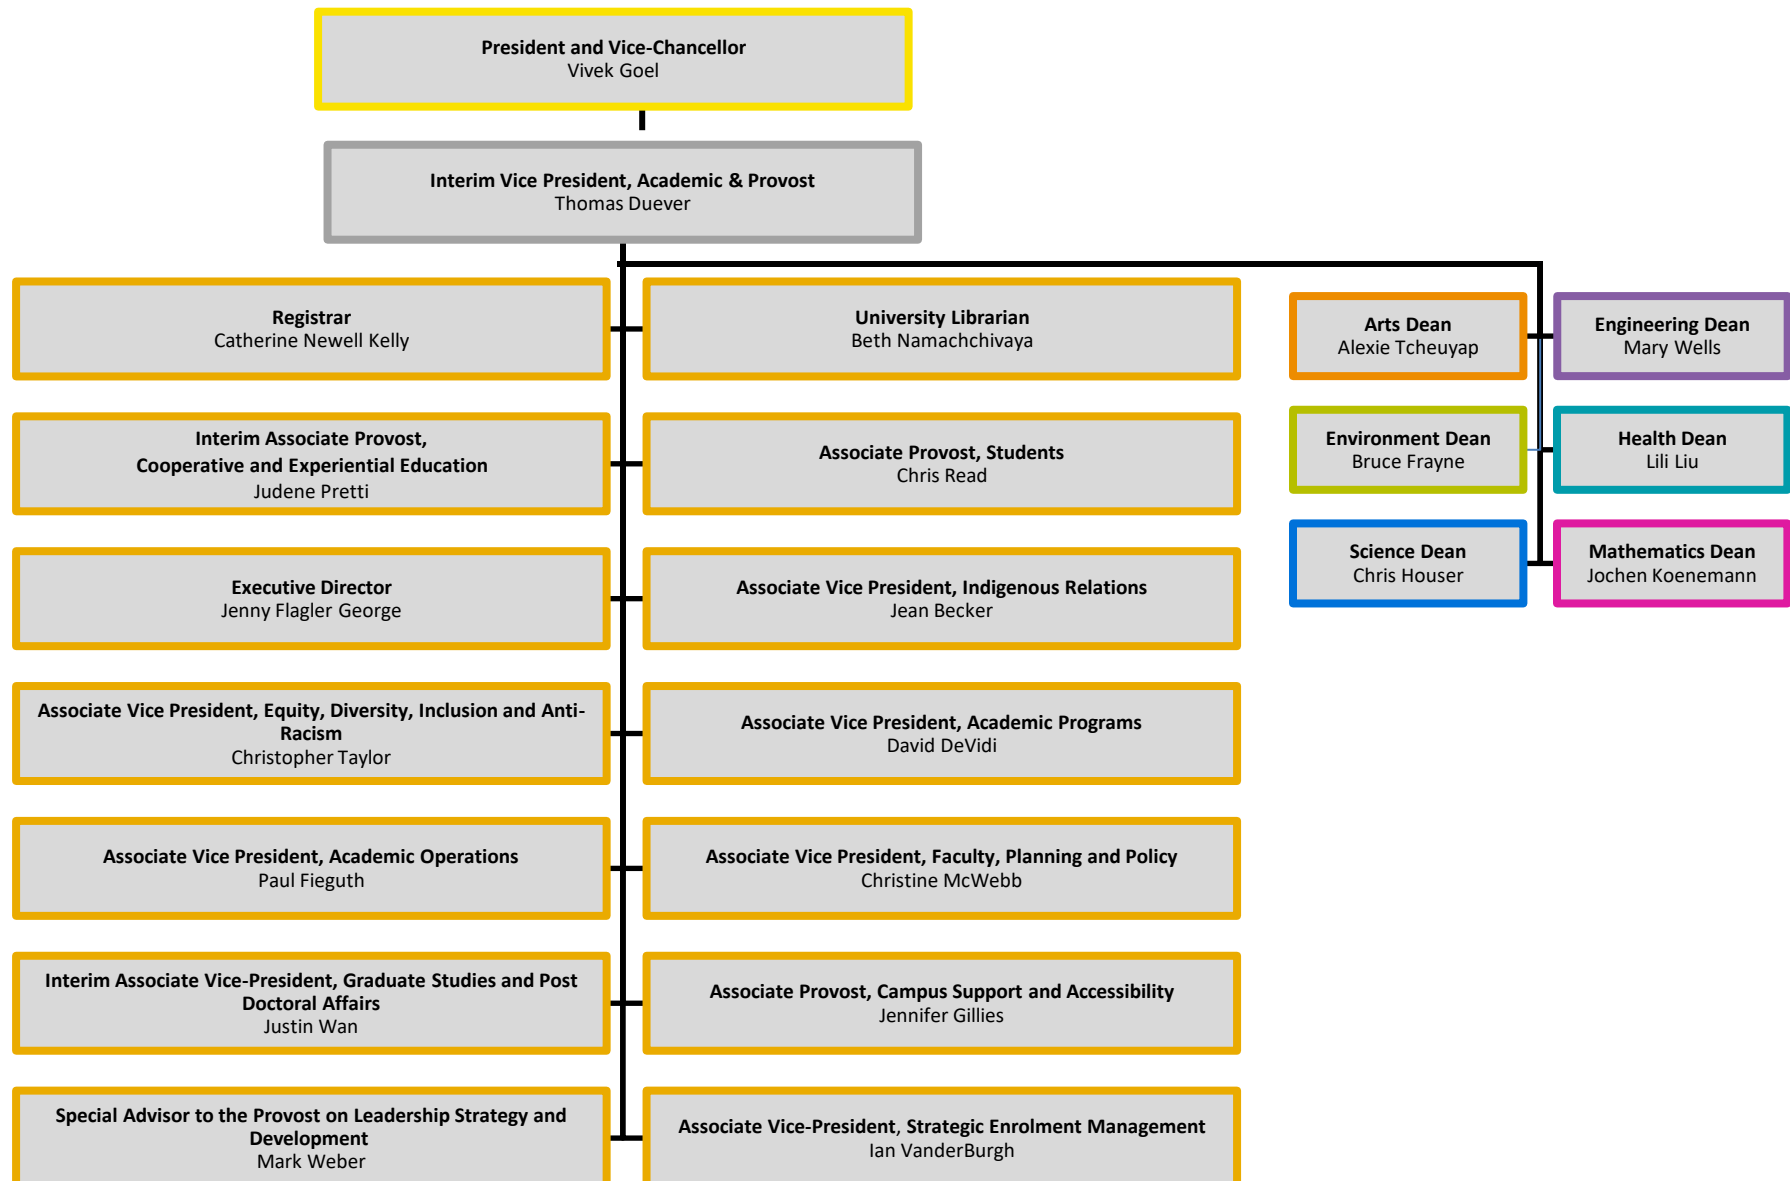 President and Vice-Chancellor
Vivek Goel
Interim Vice President, Academic & Provost
Thomas Duever
Registrar
Catherine Newell Kelly
University Librarian
Beth Namachchivaya
Arts Dean
Alexie Tcheuyap
Engineering Dean
Mary Wells
Interim Associate Provost,
Cooperative and Experiential Education
Judene Pretti
Associate Provost, Students
Chris Read
Environment Dean
Bruce Frayne
Health Dean
Lili Liu
Executive Director
Jenny Flagler George
Associate Vice President, Indigenous Relations
Jean Becker
Science Dean
Chris Houser
Mathematics Dean
Jochen Koenemann
Associate Vice President, Equity, Diversity, Inclusion and Anti-
Racism
Christopher Taylor
Associate Vice President, Academic Programs
David DeVidi
Associate Vice President, Academic Operations
Paul Fieguth
Associate Vice President, Faculty, Planning and Policy
Christine McWebb
Interim Associate Vice-President, Graduate Studies and Post
Doctoral Affairs
Justin Wan
Associate Provost, Campus Support and Accessibility
Jennifer Gillies
Special Advisor to the Provost on Leadership Strategy and
Development
Mark Weber
Associate Vice-President, Strategic Enrolment Management
Ian VanderBurgh